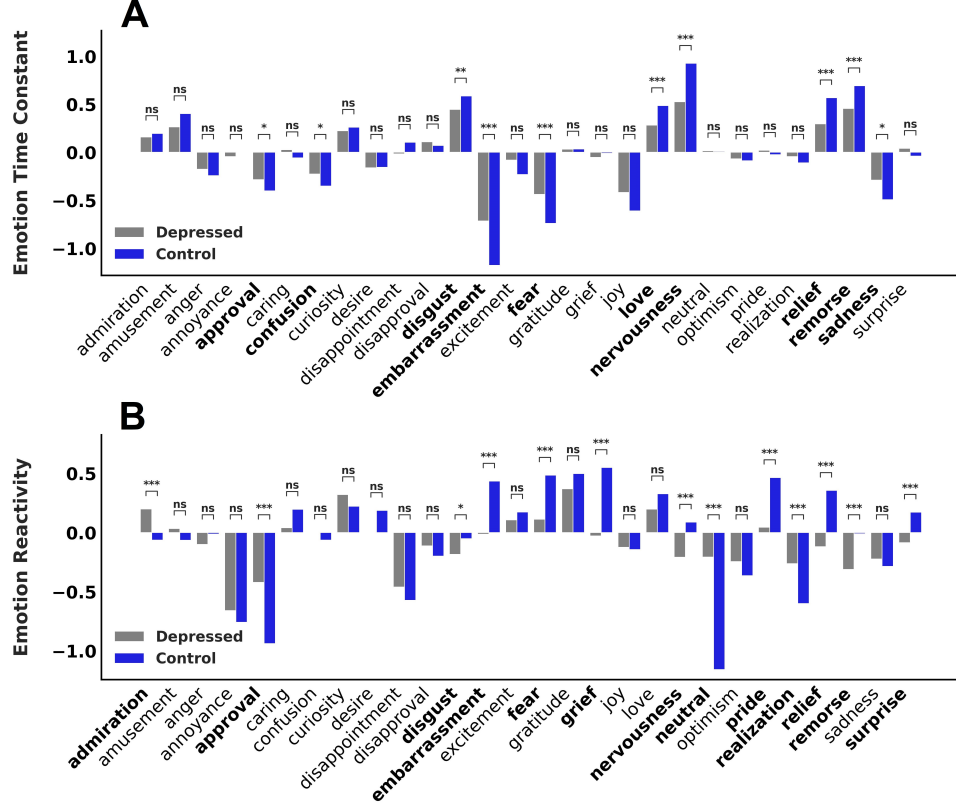 A
Emotion Time Constant
1.0
0.5
0.0
−0.5
−1.0
ns ns ns ns * ns * ns ns ns ns ** *** ns *** ns ns ns *** *** ns ns ns ns *** *** * ns
Depressed
Control
admiration
amusement
anger
annoyance
approval
caring
confusion
curiosity
desire
disappointment
disapproval
disgust
embarrassment
excitement
fear
gratitude
grief
joy
love
nervousness
neutral
optimism
pride
realization
relief
remorse
sadness
surprise
B
Emotion Reactivity
0.5
0.0
−0.5
−1.0
*** ns ns ns *** ns ns ns ns ns ns * *** ns *** ns *** ns ns *** *** ns *** *** *** *** ns ***
Depressed
Control
admiration
amusement
anger
annoyance
approval
caring
confusion
curiosity
desire
disappointment
disapproval
disgust
embarrassment
excitement
fear
gratitude
grief
joy
love
nervousness
neutral
optimism
pride
realization
relief
remorse
sadness
surprise